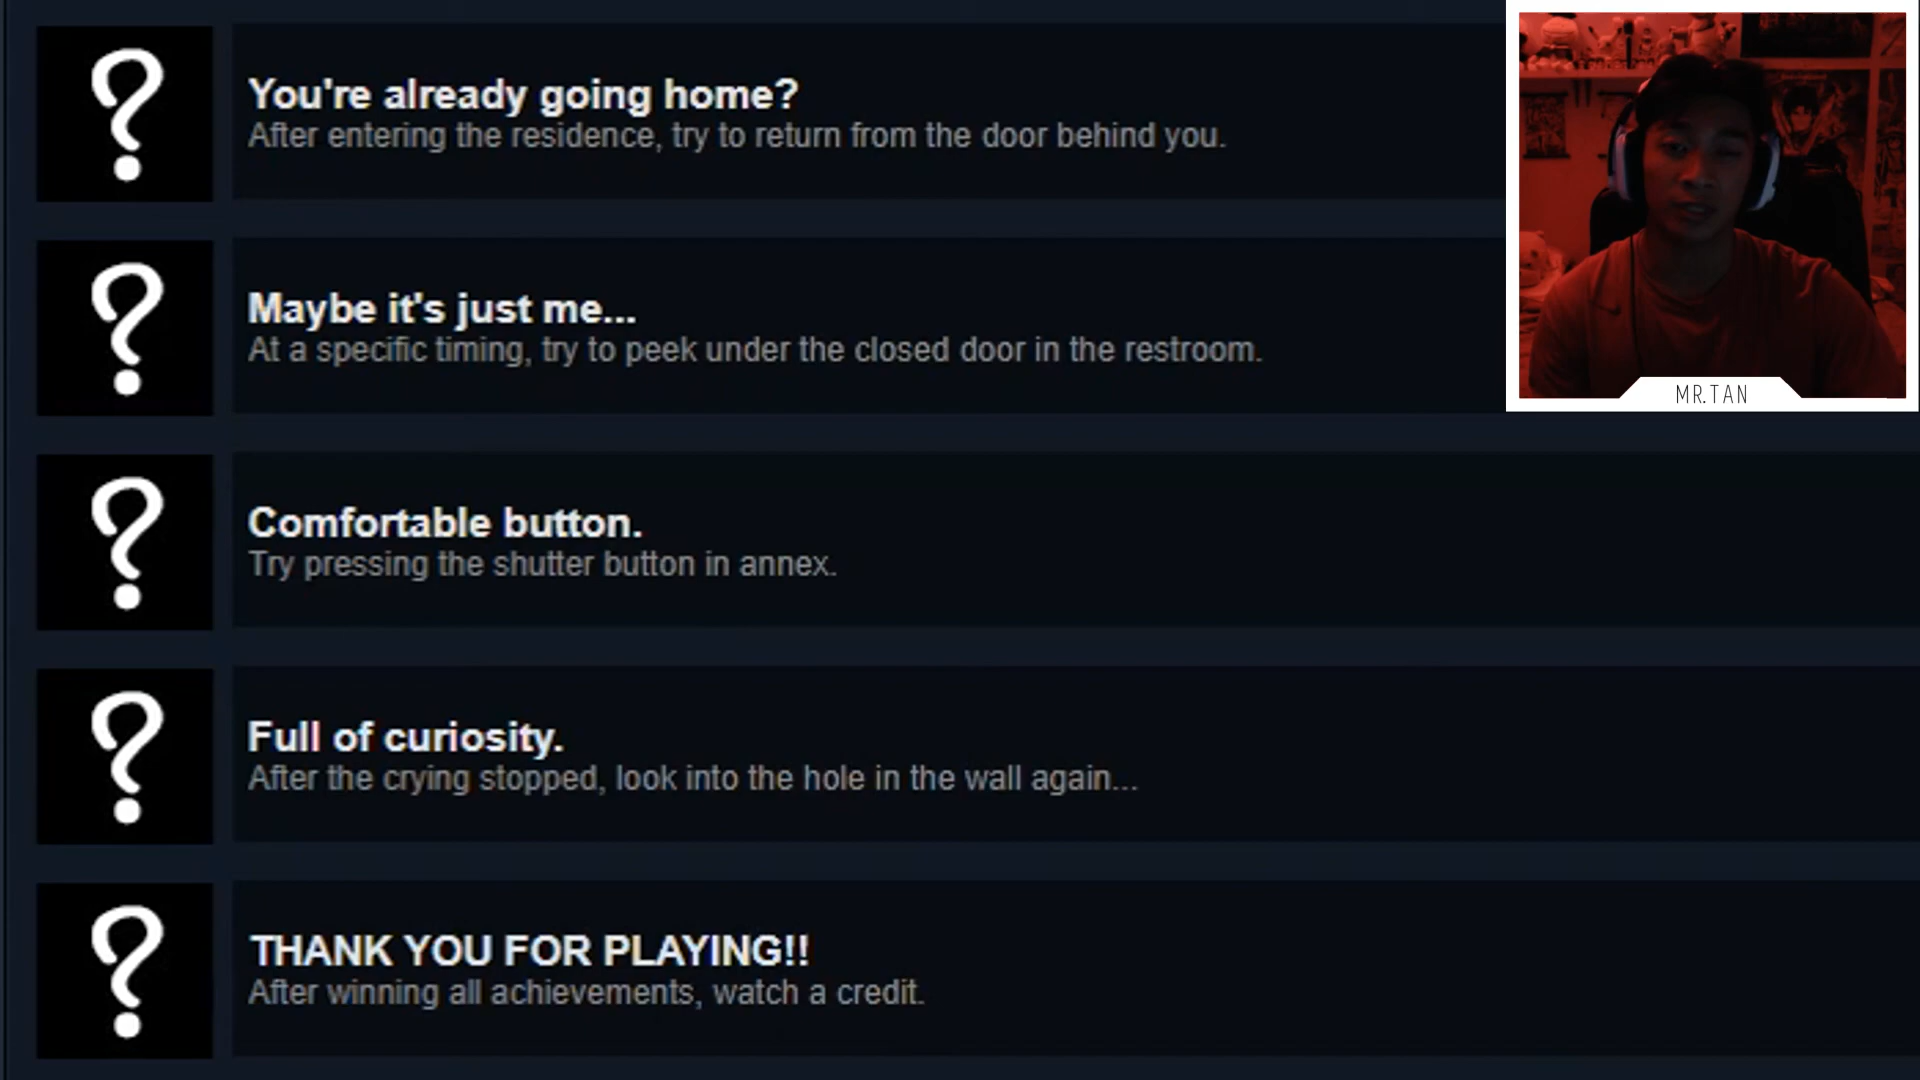 You're already going home?
After entering the residence, try to return from the door behind you.
Maybe it's just me...
At a specific timing, try to peek under the closed door in the restroom.
Comfortable button.
Try pressing the shutter button in annex.
Full of curiosity.
After the crying stopped, look into the hole in the wall again...
THANK YOU FOR PLAYING!!
After winning all achievements, watch a credit.
MR.TAN